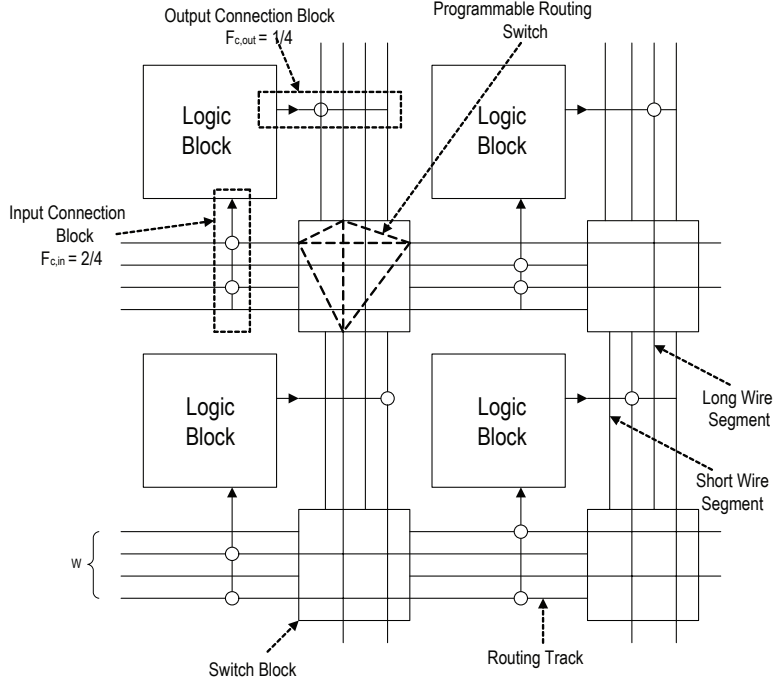 Output Connection Block
Fc,out = 1/4
Programmable Routing
Switch
Logic
Block
Logic
Block
Input Connection
Block
Fc,in = 2/4
Logic
Block
Logic
Block
Long Wire
Segment
Short Wire
Segment
W
Switch Block
Routing Track